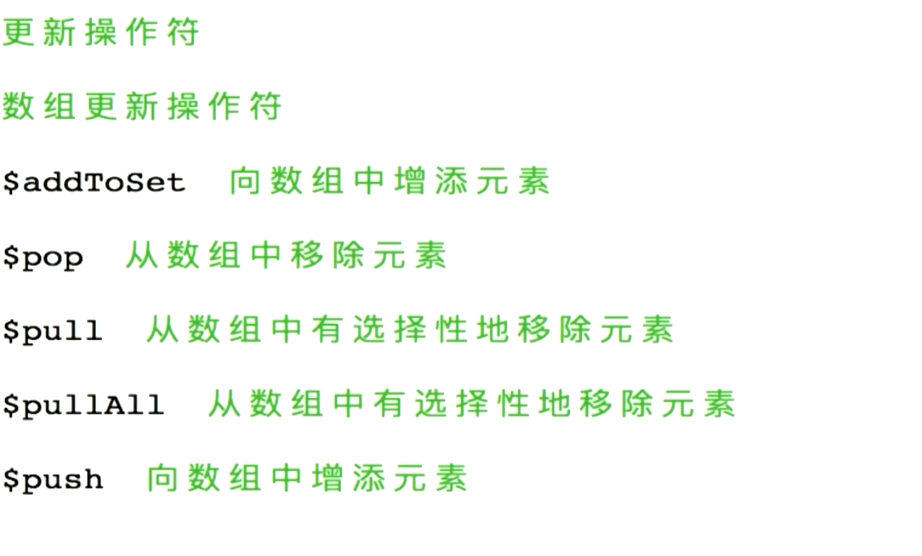 更新操作符
数组更新操作符
$addToSet 向数组中增添元素
$pop 从数组中移除元素
$pull 从数组中有选择性地移除元素
$pullAll 从数组中有选择性地移除元素
$push 向数组中增添元素